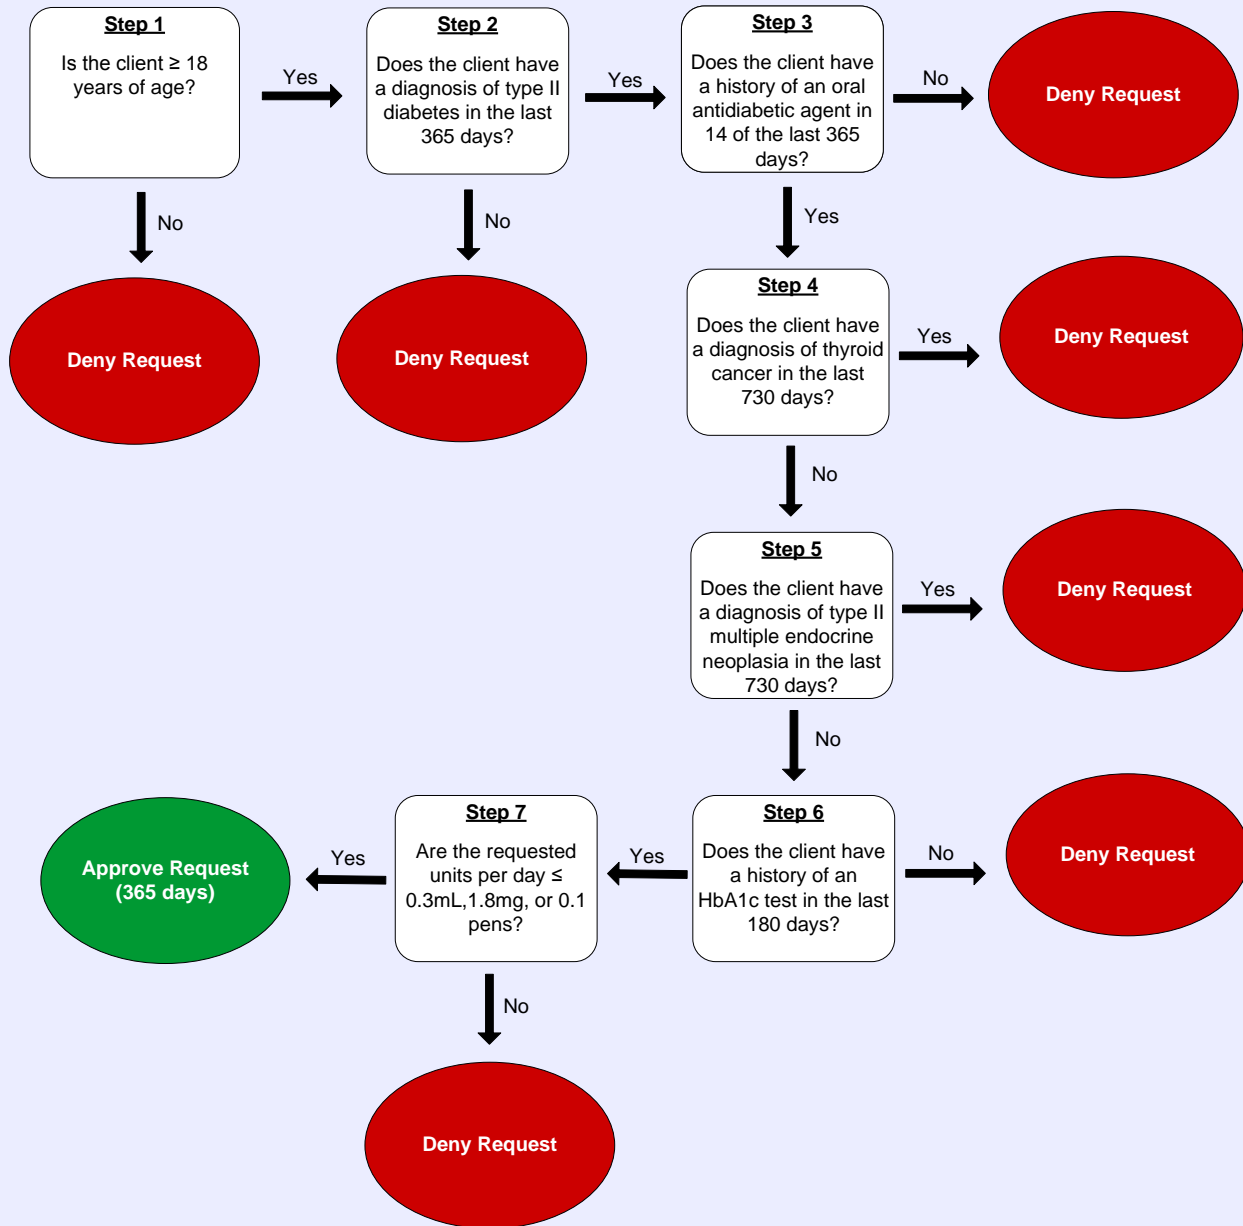 Step 1
Is the client ≥ 18
years of age?
Yes
Step 2
Does the client have
a diagnosis of type II
diabetes in the last
365 days?
Yes
Step 3
Does the client have
a history of an oral
antidiabetic agent in
14 of the last 365
days?
No
Deny Request
No
Deny Request
No
Deny Request
Yes
Step 4
Does the client have
a diagnosis of thyroid
cancer in the last
730 days?
Yes
Deny Request
No
Step 5
Does the client have
a diagnosis of type II
multiple endocrine
neoplasia in the last
730 days?
Yes
Deny Request
No
Step 6
Does the client have
a history of an
HbA1c test in the last
180 days?
No
Deny Request
Yes
Step 7
Are the requested
units per day ≤
0.3mL,1.8mg, or 0.1
pens?
Yes
Approve Request
(365 days)
No
Deny Request